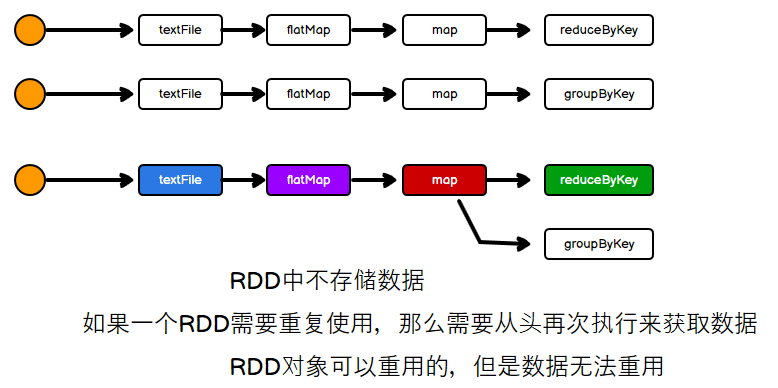 textFile flatMap map reduceByKey
textFile flatMap map groupByKey
textFile flatMap map reduceByKey
groupByKey
RDD中不存储数据
如果一个RDD需要重复使用，那么需要从头再次执行来获取数据
RDD对象可以重用的，但是数据无法重用